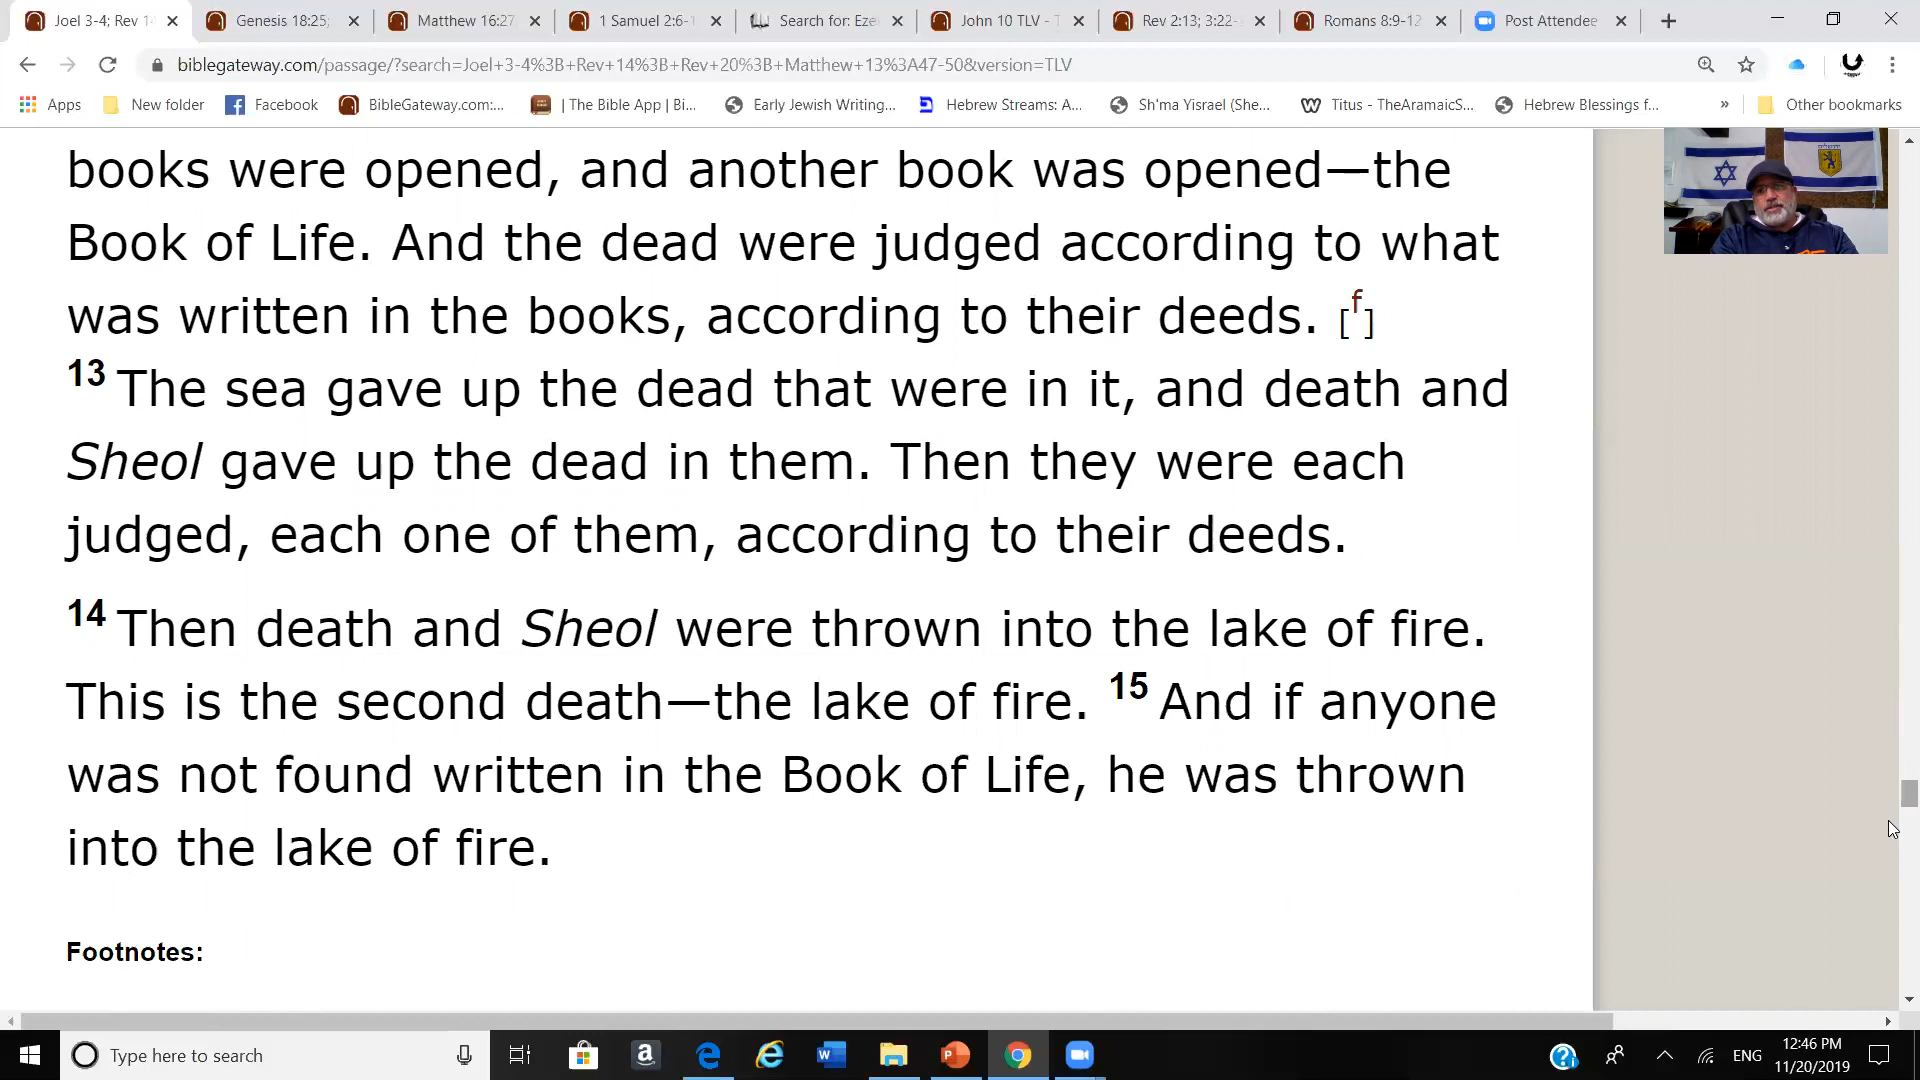 Joel 3-4; Rev 1
Genesis 18:25;
Matthew 16:27
1 Samuel 2:6-
Search for: Eze
John 10 TLV - T
Rev 2:13; 3:22-
Romans 8:9-12
Post Attendee
biblegateway.com/passage/?search=Joel+3-4%3B+Rev+14%3B+Rev+20%3B+Matthew+13%3A47-50&version=TLV
Apps
New folder
Facebook
BibleGateway.com:...
| The Bible App | Bi...
Early Jewish Writing...
Hebrew Streams: A...
Sh'ma Yisrael (She...
Titus - TheAramaicS...
Hebrew Blessings f...
»
Other bookmarks
books were opened, and another book was opened—the
Book of Life. And the dead were judged according to what
was written in the books, according to their deeds. [f]
13 The sea gave up the dead that were in it, and death and
Sheol gave up the dead in them. Then they were each
judged, each one of them, according to their deeds.
14 Then death and Sheol were thrown into the lake of fire.
This is the second death—the lake of fire. 15 And if anyone
was not found written in the Book of Life, he was thrown
into the lake of fire.
Footnotes:
Type here to search
ENG
12:46 PM
11/20/2019